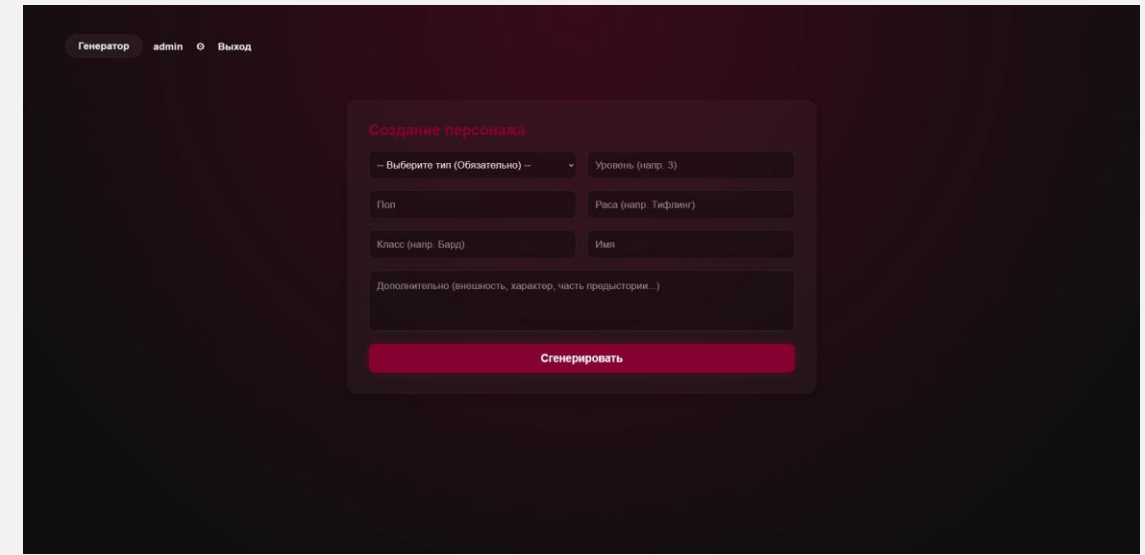 Генератор admin ⚙ Выход
Создание персонажа
-- Выберите тип (Обязательно) --
Уровень (напр. 3)
Пол
Раса (напр. Тифлинг)
Класс (напр. Бард)
Имя
Дополнительно (внешность, характер, часть предыстории...)
Сгенерировать